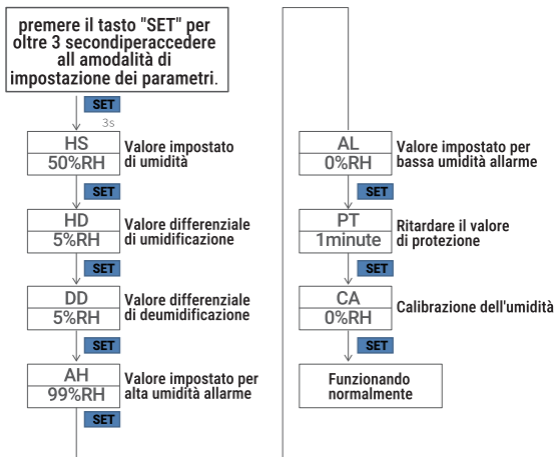 premere il tasto "SET" per
oltre 3 secondiperaccedere
all amodalità di
impostazione dei parametri.
SET
3s
HS
50%RH
Valore impostato
di umidità
SET
HD
5%RH
Valore differenziale
di umidificazione
SET
DD
5%RH
Valore differenziale
di deumidificazione
SET
AH
99%RH
Valore impostato per
alta umidità allarme
SET
AL
0%RH
Valore impostato per
bassa umidità allarme
SET
PT
1minute
Ritardare il valore
di protezione
SET
CA
0%RH
Calibrazione dell'umidità
SET
Funzionando
normalmente